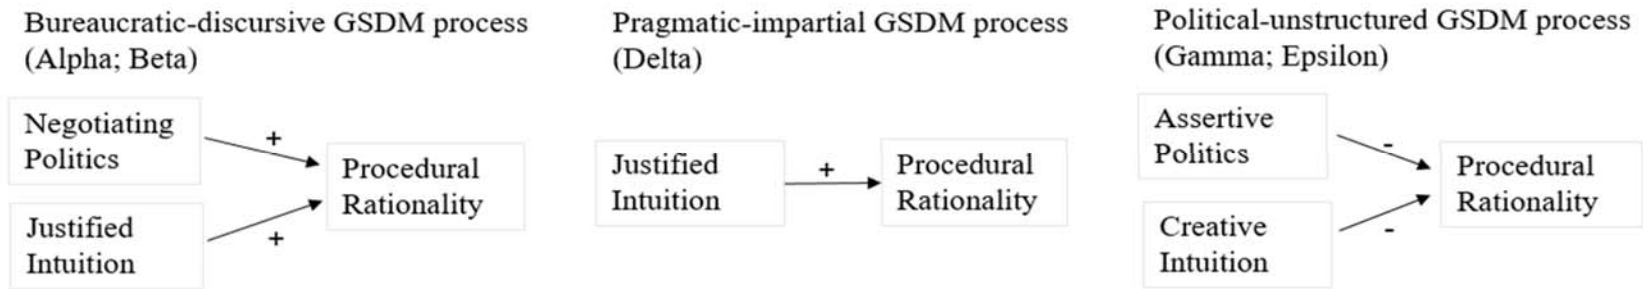 Bureaucratic-discursive GSDM process
(Alpha; Beta)
Negotiating
Politics
+
Justified
Intuition
+
Procedural
Rationality
Pragmatic-impartial GSDM process
(Delta)
Justified
Intuition
+
Procedural
Rationality
Political-unstructured GSDM process
(Gamma; Epsilon)
Assertive
Politics
-
Creative
Intuition
-
Procedural
Rationality